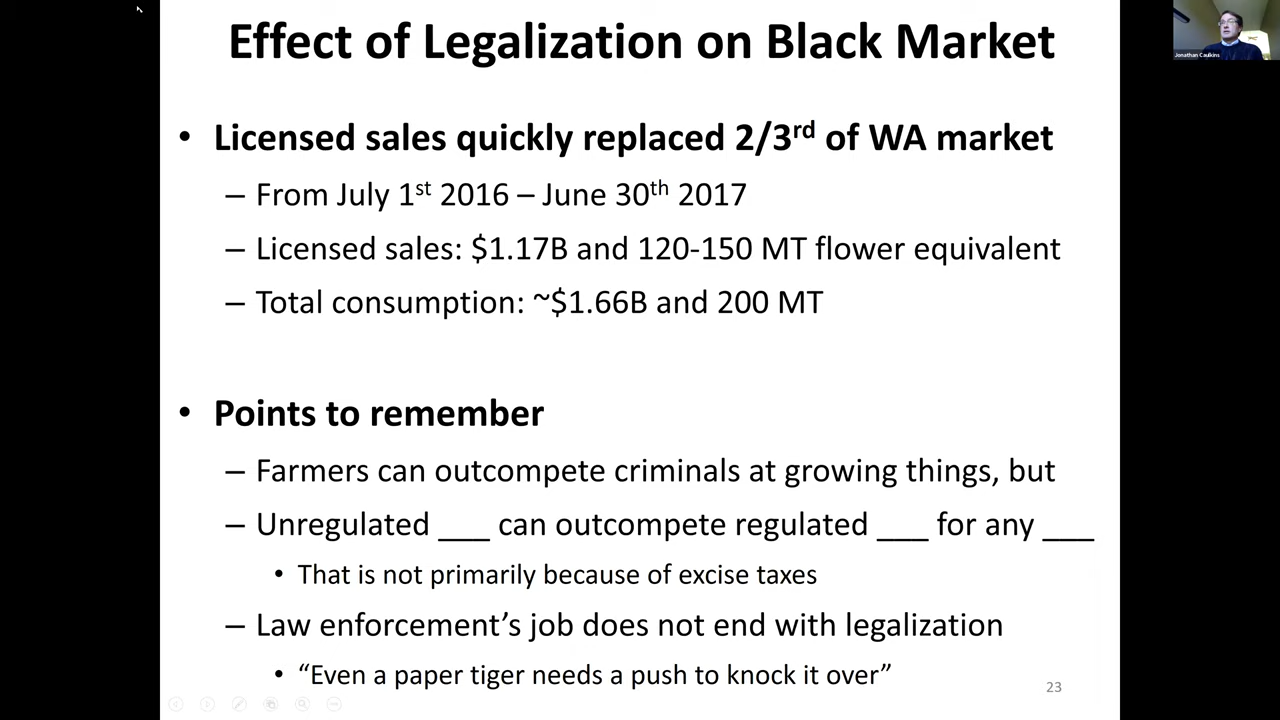 Effect of Legalization on Black Market
Jonathan Caulkins
• Licensed sales quickly replaced 2/3rd of WA market
– From July 1st 2016 – June 30th 2017
– Licensed sales: $1.17B and 120-150 MT flower equivalent
– Total consumption: ~$1.66B and 200 MT
• Points to remember
– Farmers can outcompete criminals at growing things, but
– Unregulated ___ can outcompete regulated ___ for any ___
• That is not primarily because of excise taxes
– Law enforcement’s job does not end with legalization
• “Even a paper tiger needs a push to knock it over”
23